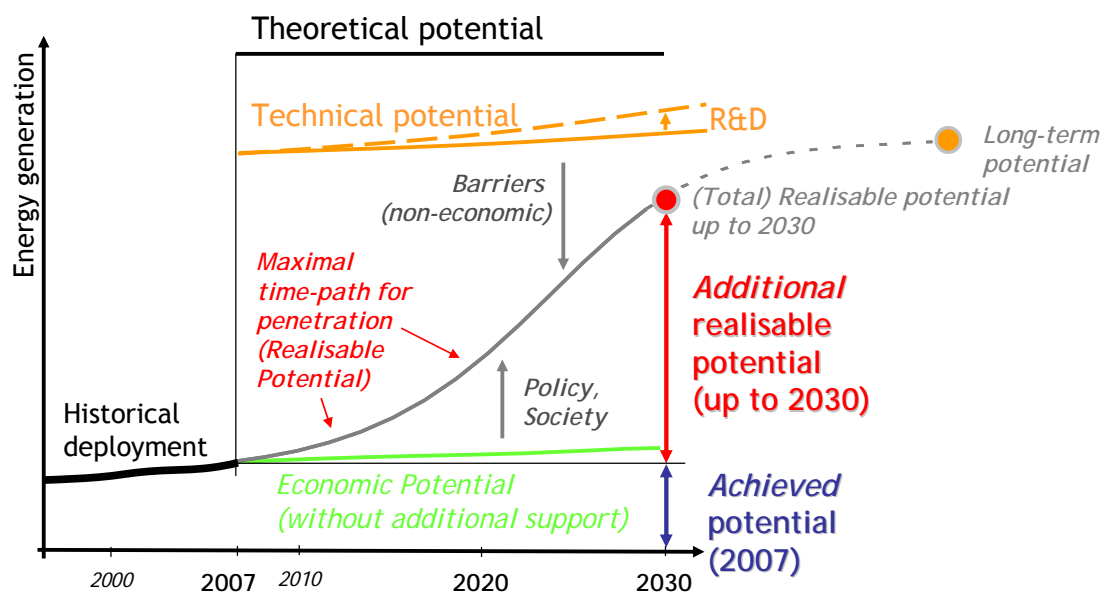 Theoretical potential
Energy generation
Technical potential
R&D
Long-term
potential
Barriers
(non-economic)
(Total) Realisable potential
up to 2030
Maximal
time-path for
penetration
(Realisable
Potential)
Additional
realisable
potential
(up to 2030)
Policy,
Society
Historical
deployment
Economic Potential
(without additional support)
Achieved
potential
(2007)
2000
2007
2010
2020
2030